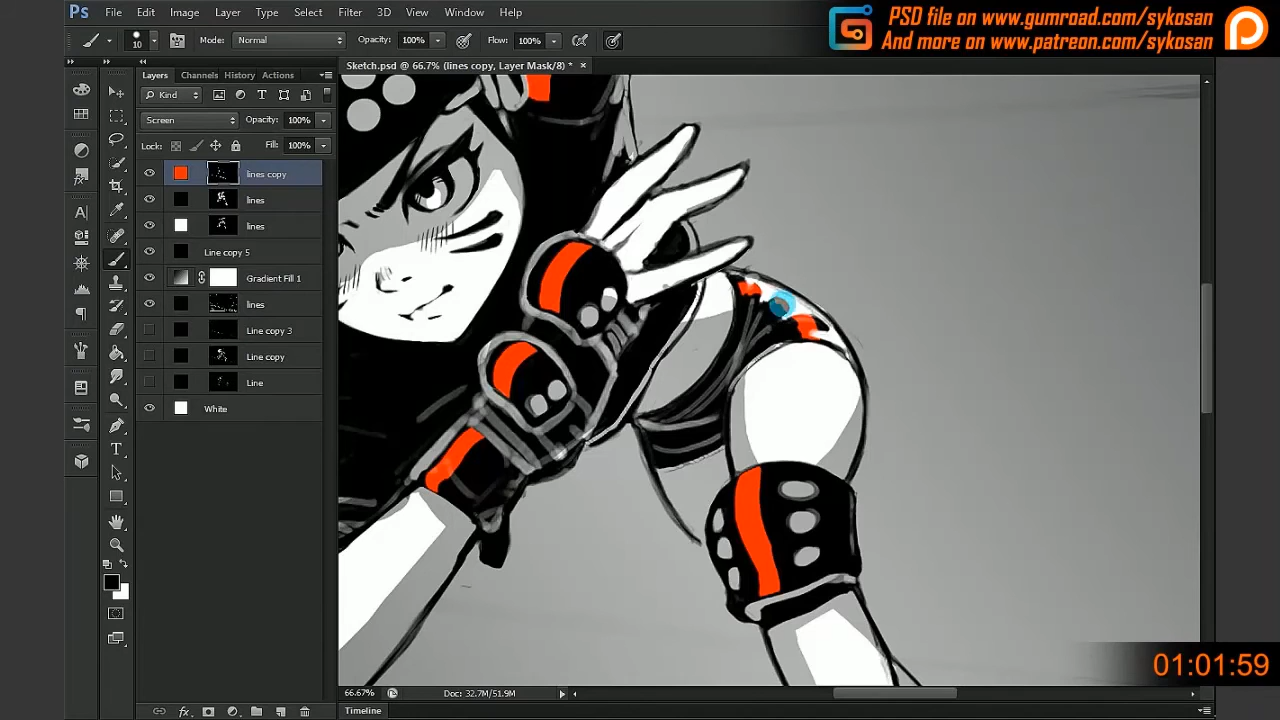 Ps File Edit Image Layer Type Select Filter 3D View Window Help
PSD file on www.gumroad.com/sykosan
And more on www.patreon.com/sykosan
10 Mode: Normal Opacity: 100% Flow: 100%
Sketch.psd @ 66.7% (lines copy, Layer Mask/8) * ×
Layers Channels History Actions
Kind
Screen Opacity: 100%
Lock: Fill: 100%
lines copy
lines
lines
Line copy 5
Gradient Fill 1
lines
Line copy 3
Line copy
Line
White
01:01:59
66.67% Doc: 32.7M/51.9M
Timeline